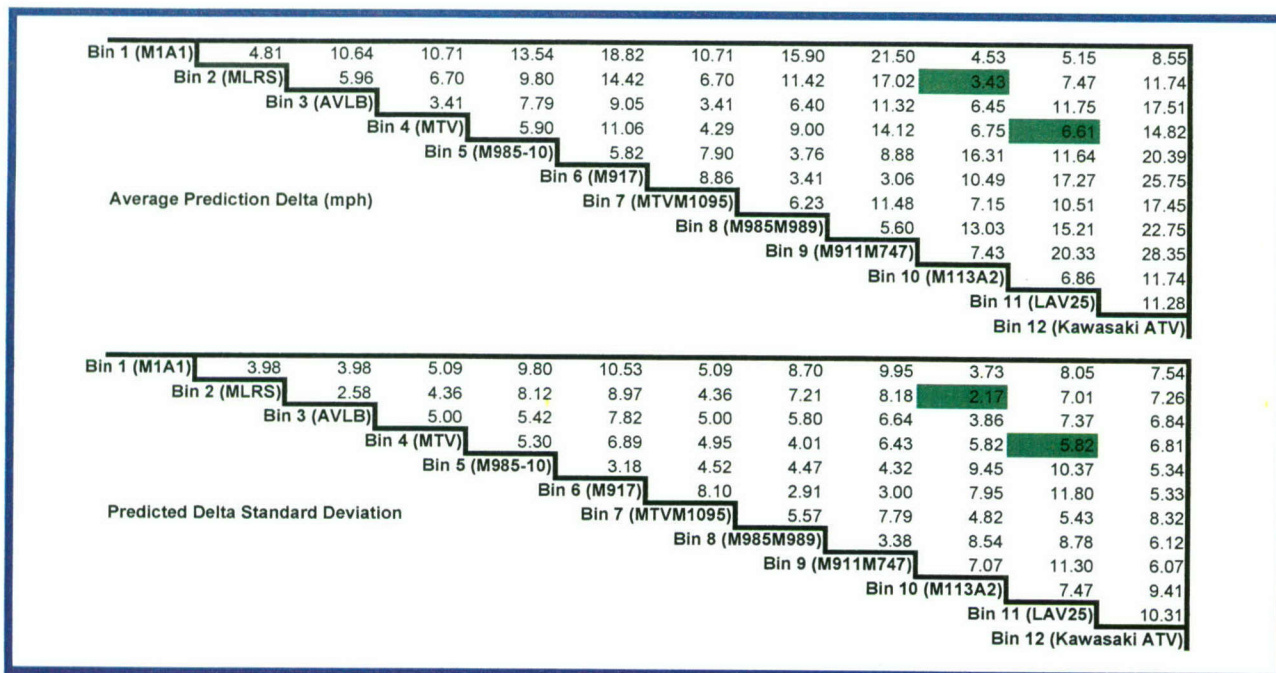 Bin 1 (M1A1) 4.81 10.64 10.71 13.54 18.82 10.71 15.90 21.50 4.53 5.15 8.55
Bin 2 (MLRS) 5.96 6.70 9.80 14.42 6.70 11.42 17.02 3.43 7.47 11.74
Bin 3 (AVLB) 3.41 7.79 9.05 3.41 6.40 11.32 6.45 11.75 17.51
Bin 4 (MTV) 5.90 11.06 4.29 9.00 14.12 6.75 6.61 14.82
Bin 5 (M985-10) 5.82 7.90 3.76 8.88 16.31 11.64 20.39
Bin 6 (M917) 8.86 3.41 3.06 10.49 17.27 25.75
Average Prediction Delta (mph) Bin 7 (MTVM1095) 6.23 11.48 7.15 10.51 17.45
Bin 8 (M985M989) 5.60 13.03 15.21 22.75
Bin 9 (M911M747) 7.43 20.33 28.35
Bin 10 (M113A2) 6.86 11.74
Bin 11 (LAV25) 11.28
Bin 12 (Kawasaki ATV)
Bin 1 (M1A1) 3.98 3.98 5.09 9.80 10.53 5.09 8.70 9.95 3.73 8.05 7.54
Bin 2 (MLRS) 2.58 4.36 8.12 8.97 4.36 7.21 8.18 2.17 7.01 7.26
Bin 3 (AVLB) 5.00 5.42 7.82 5.00 5.80 6.64 3.86 7.37 6.84
Bin 4 (MTV) 5.30 6.89 4.95 4.01 6.43 5.82 5.82 6.81
Bin 5 (M985-10) 3.18 4.52 4.47 4.32 9.45 10.37 5.34
Bin 6 (M917) 8.10 2.91 3.00 7.95 11.80 5.33
Predicted Delta Standard Deviation Bin 7 (MTVM1095) 5.57 7.79 4.82 5.43 8.32
Bin 8 (M985M989) 3.38 8.54 8.78 6.12
Bin 9 (M911M747) 7.07 11.30 6.07
Bin 10 (M113A2) 7.47 9.41
Bin 11 (LAV25) 10.31
Bin 12 (Kawasaki ATV)